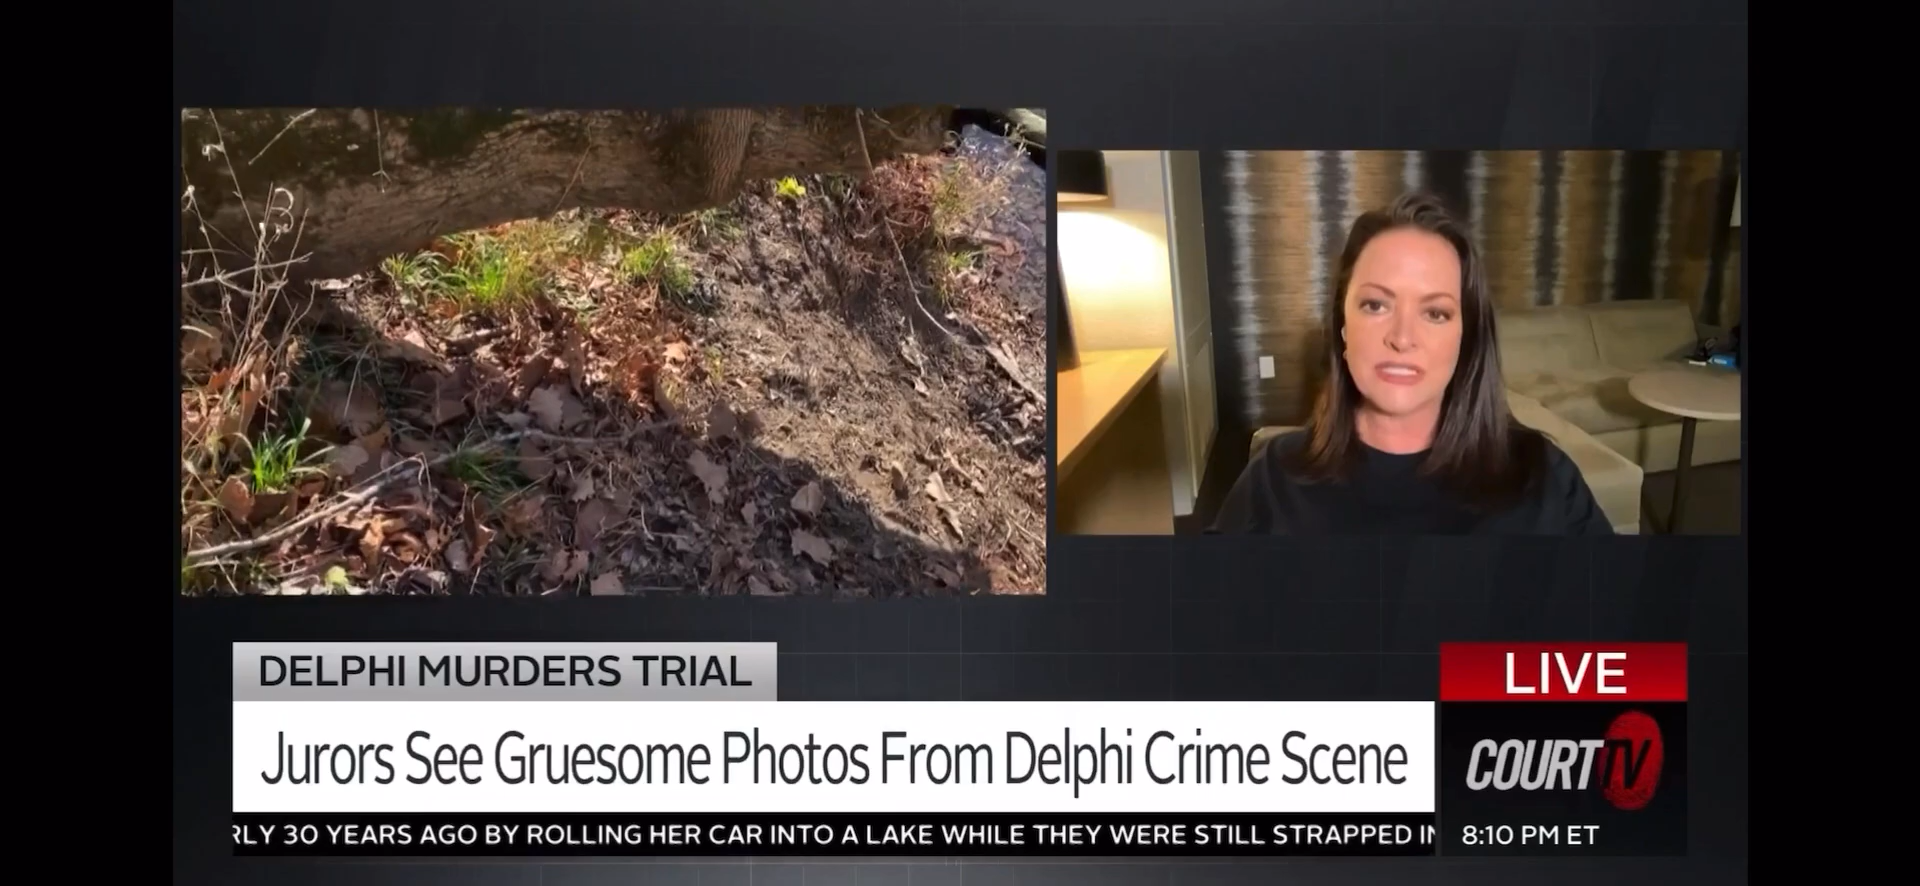 DELPHI MURDERS TRIAL
LIVE
Jurors See Gruesome Photos From Delphi Crime Scene
COURT TV
RLY 30 YEARS AGO BY ROLLING HER CAR INTO A LAKE WHILE THEY WERE STILL STRAPPED IN
8:10 PM ET